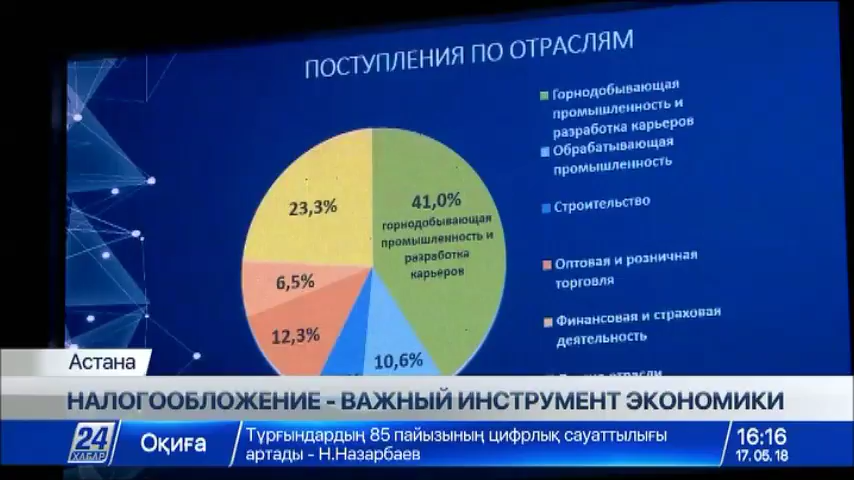 ПОСТУПЛЕНИЯ ПО ОТРАСЛЯМ
Горнодобывающая
промышленность и
разработка карьеров
Обрабатывающая
промышленность
Строительство
Оптовая и розничная
торговля
Финансовая и страховая
деятельность
23,3%
41,0%
горнодобывающая
промышленность и
разработка
карьеров
6,5%
12,3%
10,6%
Астана
НАЛОГООБЛОЖЕНИЕ - ВАЖНЫЙ ИНСТРУМЕНТ ЭКОНОМИКИ
24
ХАБАР
Оқиға
Тұрғындардың 85 пайызының цифрлық сауаттылығы
артады - Н.Назарбаев
16:16
17.05.18